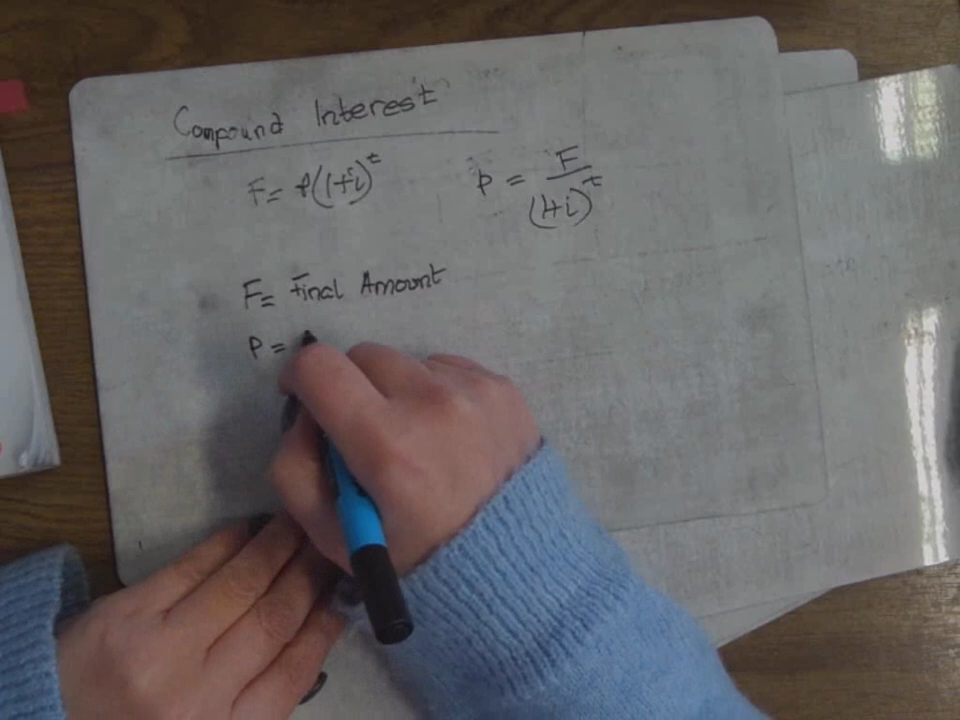 Compound Interest
F = P(1+i)^t    P = F/(1+i)^t
F = Final Amount
P =